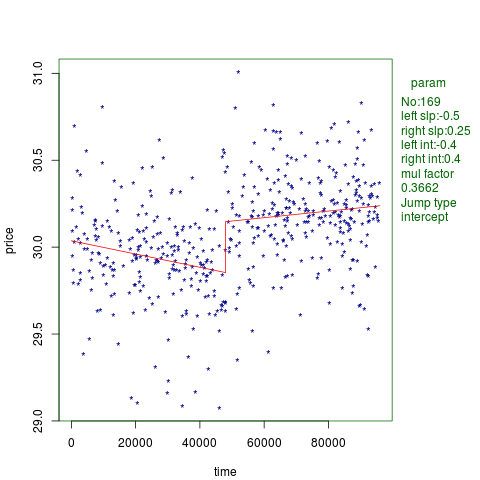 param
No:169
left slp:-0.5
right slp:0.25
left int:-0.4
right int:0.4
mul factor
0.3662
Jump type
intercept
31.0
30.5
30.0
29.5
29.0
price
0 20000 40000 60000 80000
time